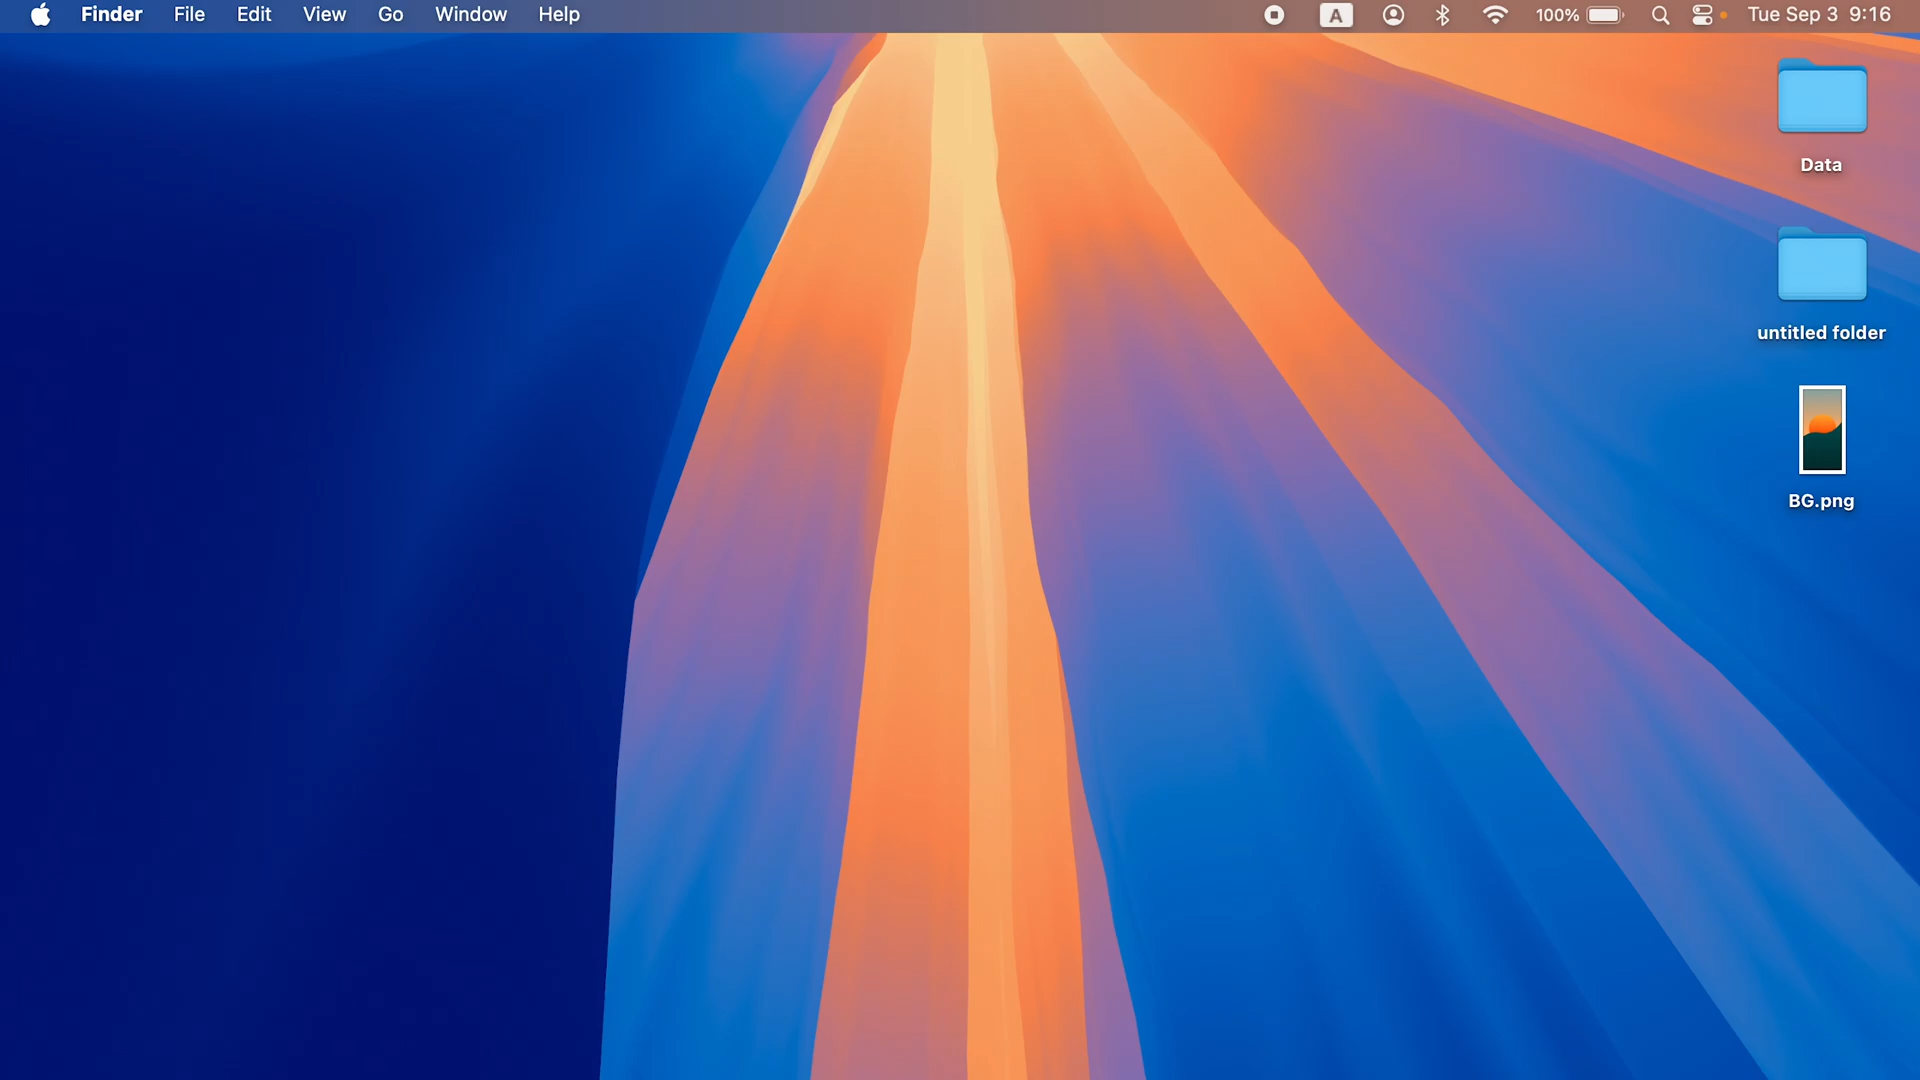 Finder File Edit View Go Window Help A 100% Tue Sep 3 9:16
Data
untitled folder
BG.png